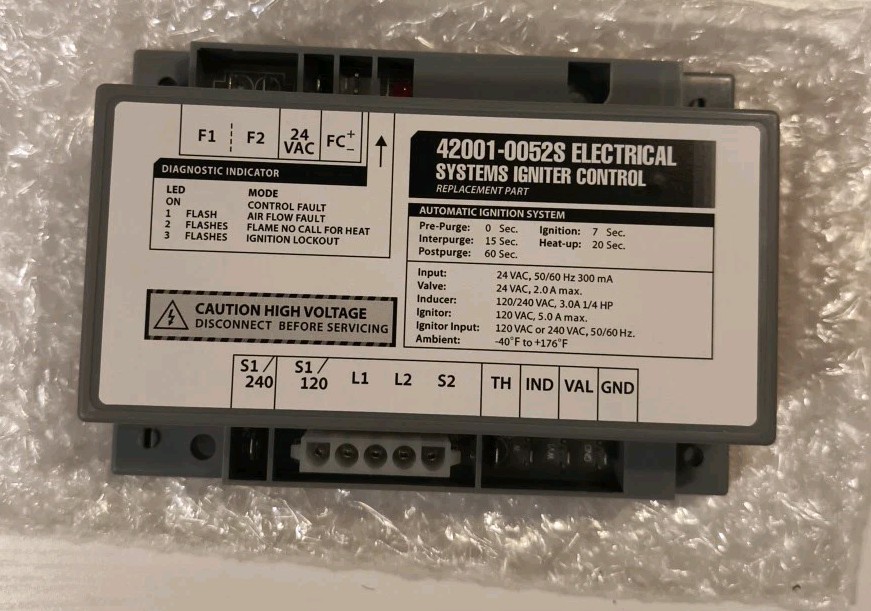 F1 F2 24 VAC FC + -
42001-0052S ELECTRICAL
SYSTEMS IGNITER CONTROL
REPLACEMENT PART
DIAGNOSTIC INDICATOR
LED MODE
ON CONTROL FAULT
1 FLASH AIR FLOW FAULT
2 FLASHES FLAME NO CALL FOR HEAT
3 FLASHES IGNITION LOCKOUT
AUTOMATIC IGNITION SYSTEM
Pre-Purge: 0 Sec. Ignition: 7 Sec.
Interpurge: 15 Sec. Heat-up: 20 Sec.
Postpurge: 60 Sec.
Input: 24 VAC, 50/60 Hz 300 mA
Valve: 24 VAC, 2.0 A max.
Inducer: 120/240 VAC, 3.0A 1/4 HP
Ignitor: 120 VAC, 5.0 A max.
Ignitor Input: 120 VAC or 240 VAC, 50/60 Hz.
Ambient: -40°F to +176°F
CAUTION HIGH VOLTAGE
DISCONNECT BEFORE SERVICING
S1/240 S1/120 L1 L2 S2 TH IND VAL GND